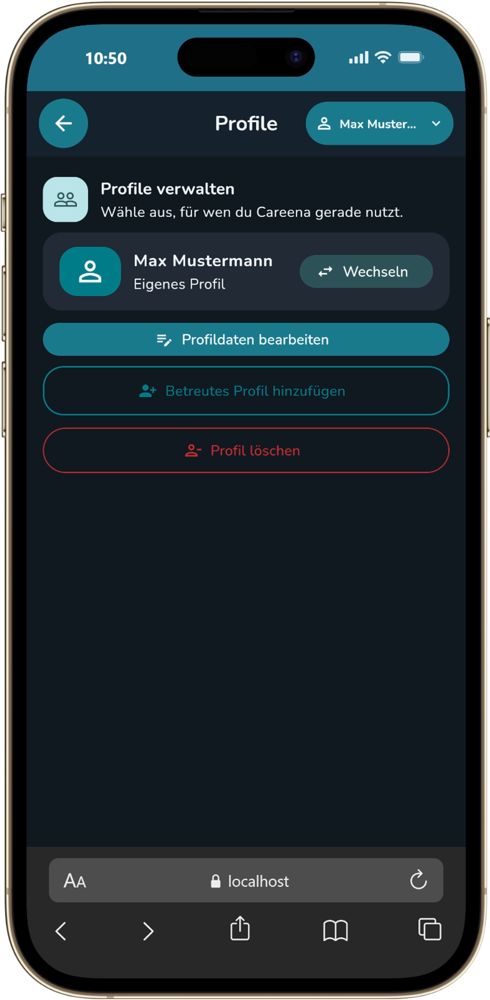 10:50
Profile
Max Muster...
Profile verwalten
Wähle aus, für wen du Careena gerade nutzt.
Max Mustermann
Eigenes Profil
Wechseln
Profildaten bearbeiten
Betreutes Profil hinzufügen
Profil löschen
AA
localhost